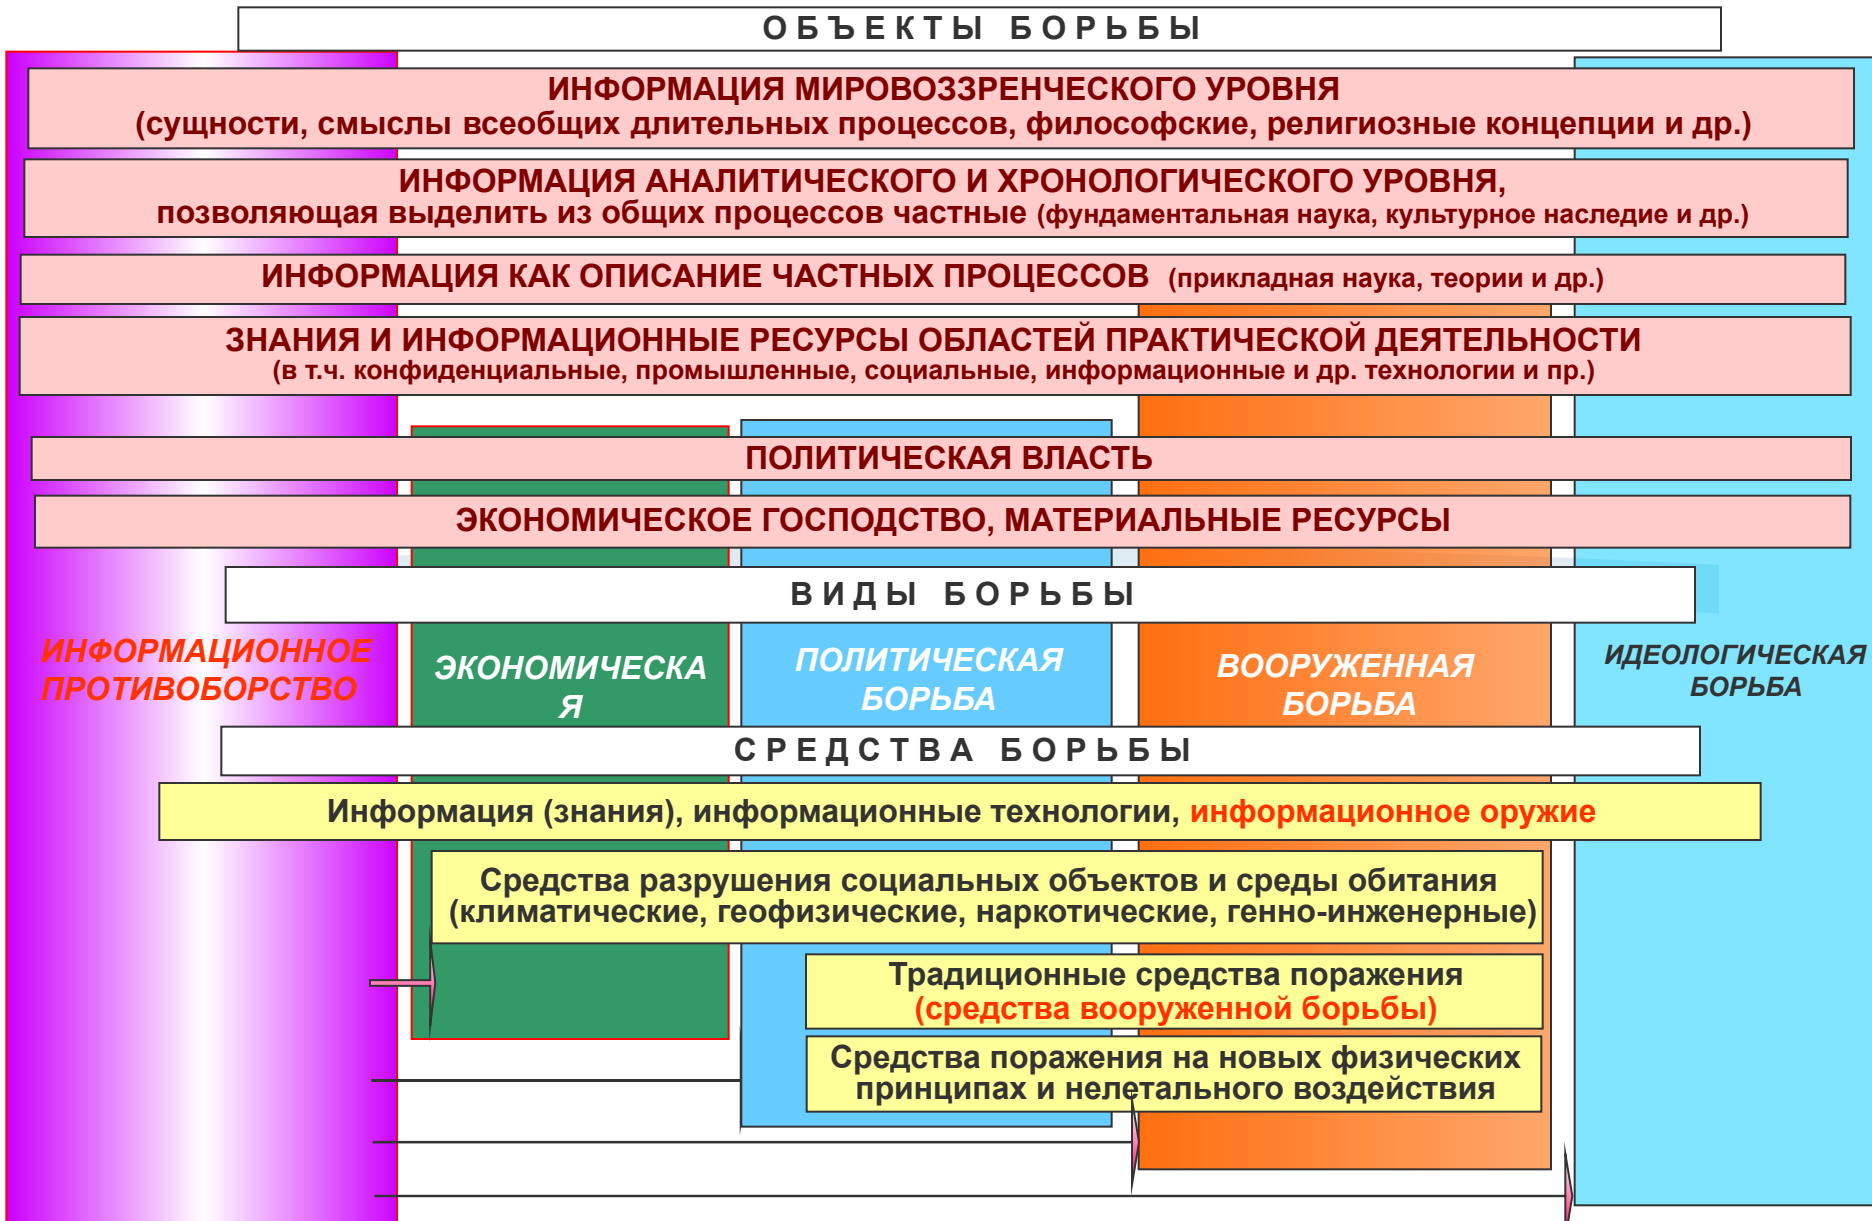 ОБЪЕКТЫ БОРЬБЫ
ИНФОРМАЦИЯ МИРОВОЗЗРЕНЧЕСКОГО УРОВНЯ
(сущности, смыслы всеобщих длительных процессов, философские, религиозные концепции и др.)
ИНФОРМАЦИЯ АНАЛИТИЧЕСКОГО И ХРОНОЛОГИЧЕСКОГО УРОВНЯ,
позволяющая выделить из общих процессов частные (фундаментальная наука, культурное наследие и др.)
ИНФОРМАЦИЯ КАК ОПИСАНИЕ ЧАСТНЫХ ПРОЦЕССОВ (прикладная наука, теории и др.)
ЗНАНИЯ И ИНФОРМАЦИОННЫЕ РЕСУРСЫ ОБЛАСТЕЙ ПРАКТИЧЕСКОЙ ДЕЯТЕЛЬНОСТИ
(в т.ч. конфиденциальные, промышленные, социальные, информационные и др. технологии и пр.)
ПОЛИТИЧЕСКАЯ ВЛАСТЬ
ЭКОНОМИЧЕСКОЕ ГОСПОДСТВО, МАТЕРИАЛЬНЫЕ РЕСУРСЫ
ВИДЫ БОРЬБЫ
ИНФОРМАЦИОННОЕ
ПРОТИВОБОРСТВО
ЭКОНОМИЧЕСКА
Я
ПОЛИТИЧЕСКАЯ
БОРЬБА
ВООРУЖЕННАЯ
БОРЬБА
ИДЕОЛОГИЧЕСКАЯ
БОРЬБА
СРЕДСТВА БОРЬБЫ
Информация (знания), информационные технологии, информационное оружие
Средства разрушения социальных объектов и среды обитания
(климатические, геофизические, наркотические, генно-инженерные)
Традиционные средства поражения
(средства вооруженной борьбы)
Средства поражения на новых физических
принципах и нелетального воздействия